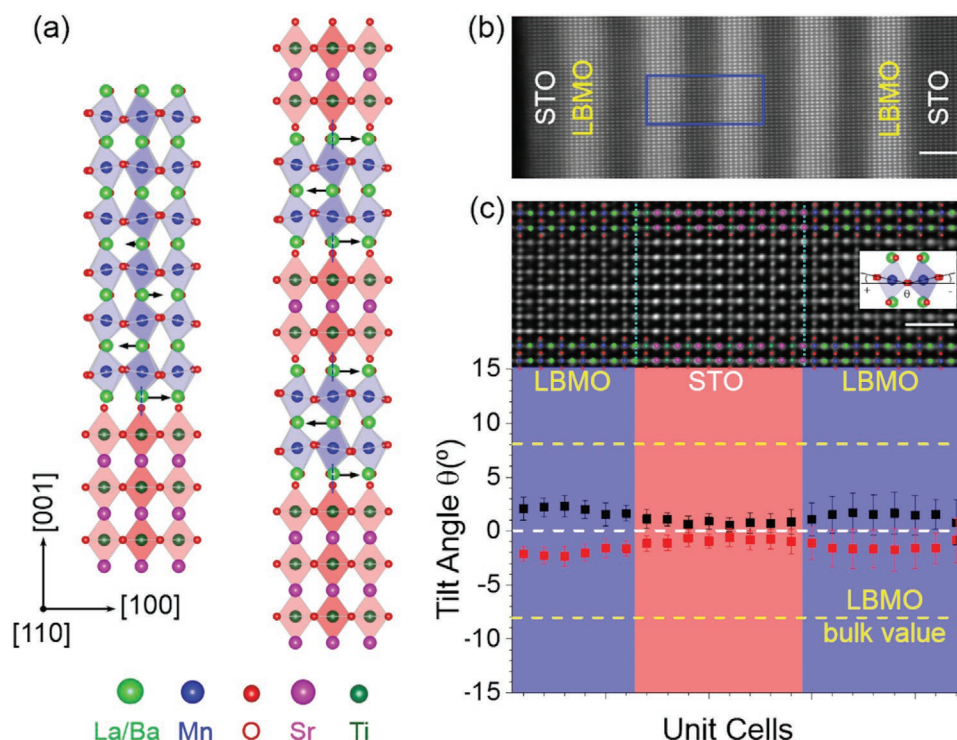 (a)
[001]
[100]
[110]
La/Ba Mn O Sr Ti
(b)
STO
LBMO
LBMO
STO
(c)
+ θ -
LBMO STO LBMO
15
10
5
0
-5
-10
-15
Tilt Angle θ(º)
LBMO
bulk value
Unit Cells